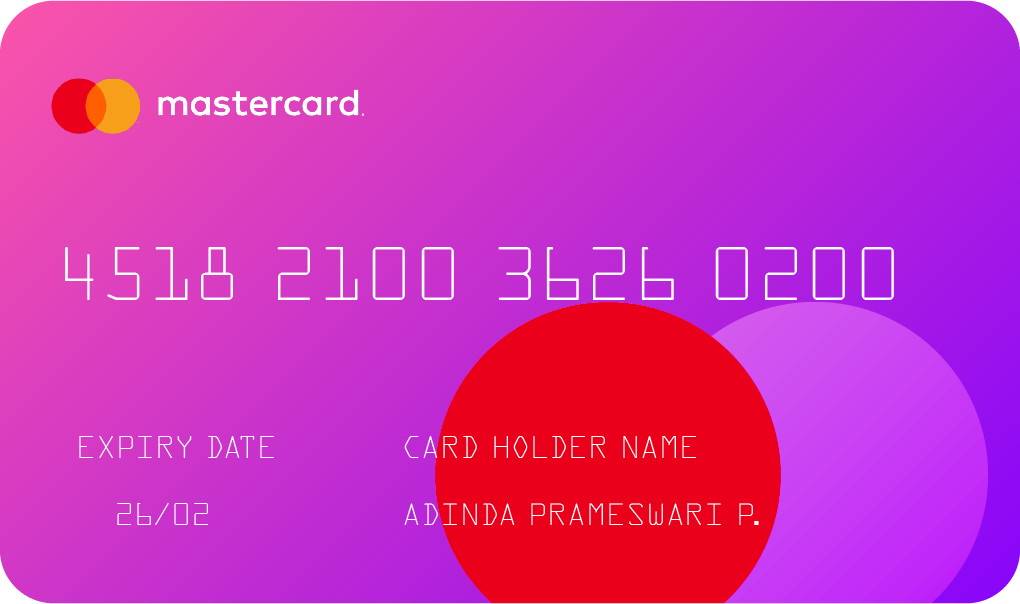 mastercard.
4518 2100 3626 0200
EXPIRY DATE CARD HOLDER NAME
26/02 ADINDA PRAMESWARI P.